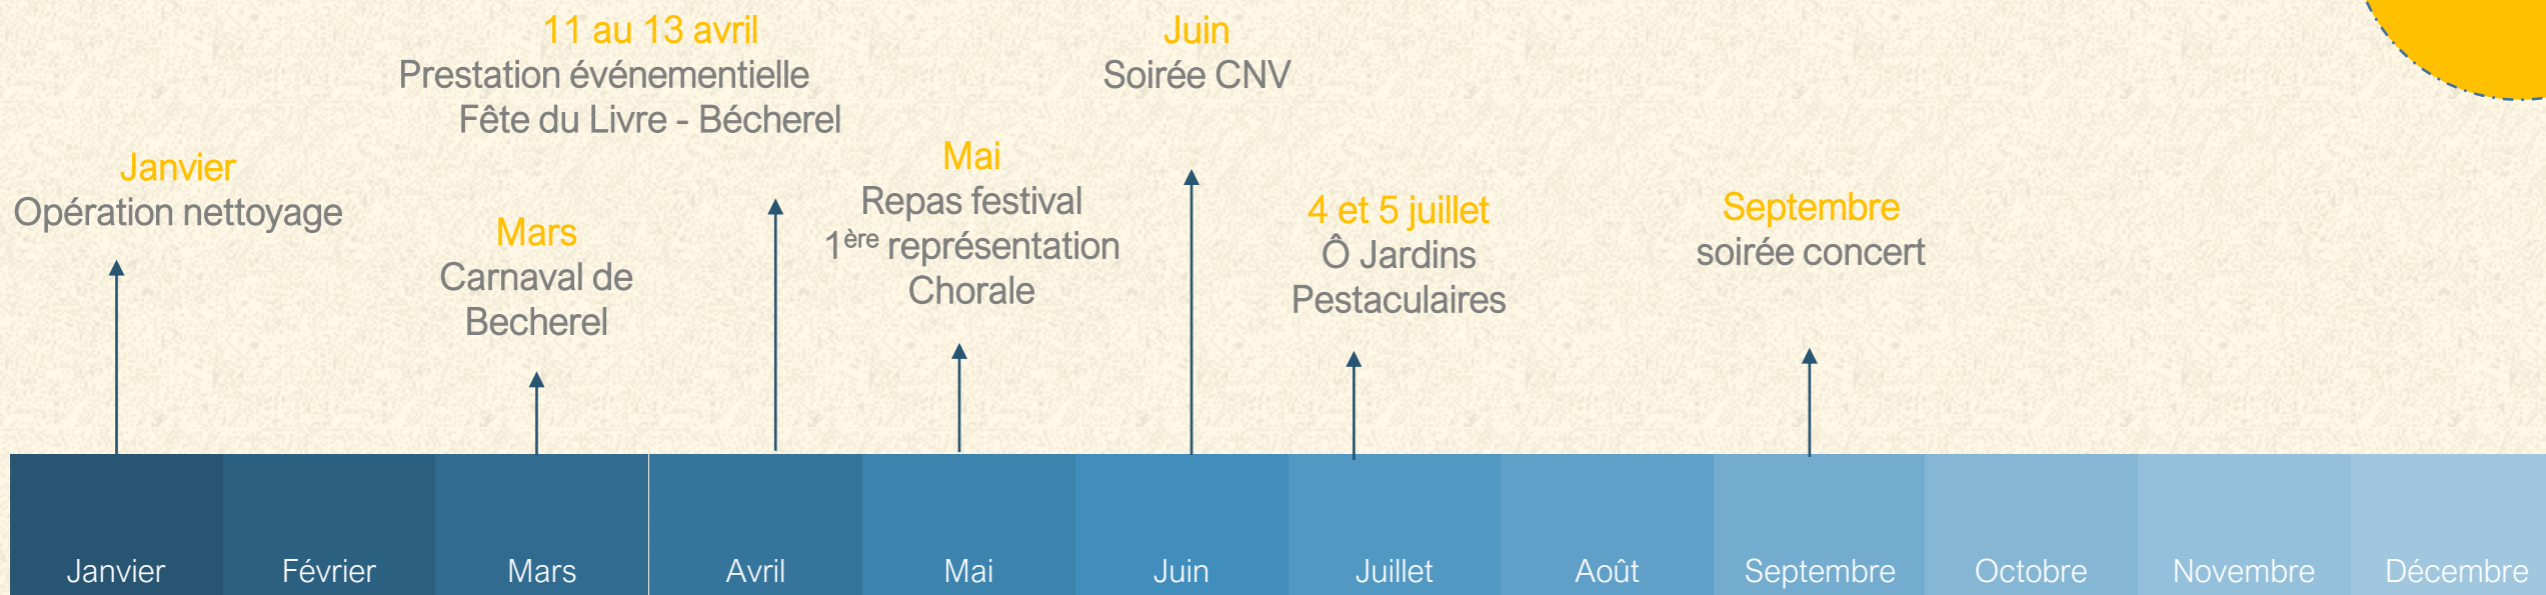 Janvier
Opération nettoyage
Mars
Carnaval de
Becherel
11 au 13 avril
Prestation événementielle
Fête du Livre - Bécherel
Mai
Repas festival
1ère représentation
Chorale
Juin
Soirée CNV
4 et 5 juillet
Ô Jardins
Pestaculaires
Septembre
soirée concert
Janvier
Février
Mars
Avril
Mai
Juin
Juillet
Août
Septembre
Octobre
Novembre
Décembre